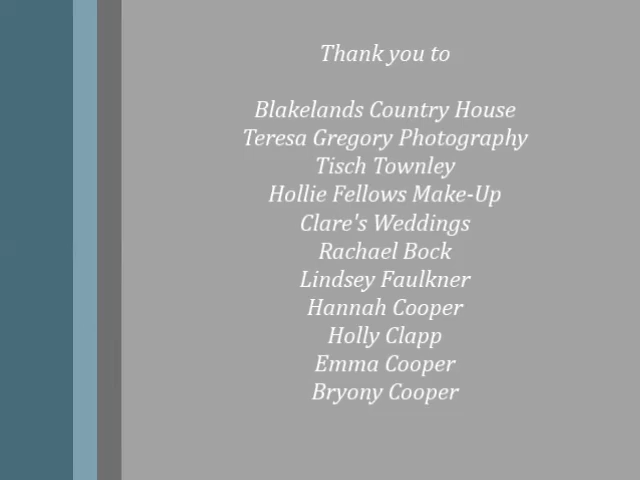 Thank you to
Blakelands Country House
Teresa Gregory Photography
Tisch Townley
Hollie Fellows Make-Up
Clare's Weddings
Rachael Bock
Lindsey Faulkner
Hannah Cooper
Holly Clapp
Emma Cooper
Bryony Cooper